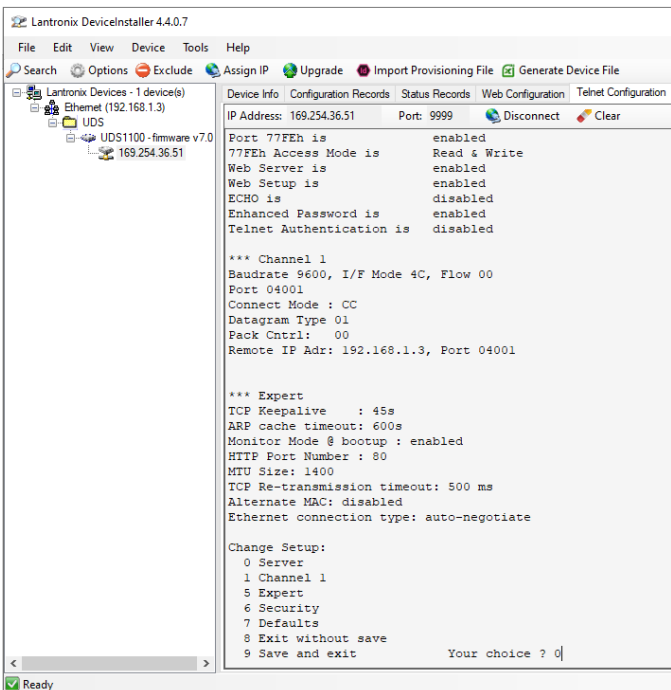 Lantronix DeviceInstaller 4.4.0.7
File Edit View Device Tools Help
Search Options Exclude Assign IP Upgrade Import Provisioning File Generate Device File
Lantronix Devices - 1 device(s)
Ethernet (192.168.1.3)
UDS
UDS1100 - firmware v7.0
169.254.36.51
Device Info Configuration Records Status Records Web Configuration Telnet Configuration
IP Address: 169.254.36.51 Port: 9999 Disconnect Clear
Port 77FEh is enabled
77FEh Access Mode is Read & Write
Web Server is enabled
Web Setup is enabled
ECHO is disabled
Enhanced Password is enabled
Telnet Authentication is disabled
*** Channel 1
Baudrate 9600, I/F Mode 4C, Flow 00
Port 04001
Connect Mode : CC
Datagram Type 01
Pack Cntrl: 00
Remote IP Adr: 192.168.1.3, Port 04001
*** Expert
TCP Keepalive : 45s
ARP cache timeout: 600s
Monitor Mode @ bootup : enabled
HTTP Port Number : 80
MTU Size: 1400
TCP Re-transmission timeout: 500 ms
Alternate MAC: disabled
Ethernet connection type: auto-negotiate
Change Setup:
0 Server
1 Channel 1
5 Expert
6 Security
7 Defaults
8 Exit without save
9 Save and exit Your choice ? 0
Ready